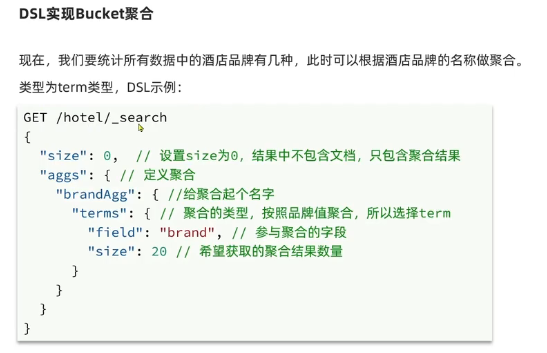 DSL实现Bucket聚合
现在，我们要统计所有数据中的酒店品牌有几种，此时可以根据酒店品牌的名称做聚合。
类型为term类型，DSL示例：
GET /hotel/_search
{
  "size": 0,  // 设置size为0，结果中不包含文档，只包含聚合结果
  "aggs": { // 定义聚合
    "brandAgg": { //给聚合起个名字
      "terms": { // 聚合的类型，按照品牌值聚合，所以选择term
        "field": "brand", // 参与聚合的字段
        "size": 20 // 希望获取的聚合结果数量
      }
    }
  }
}